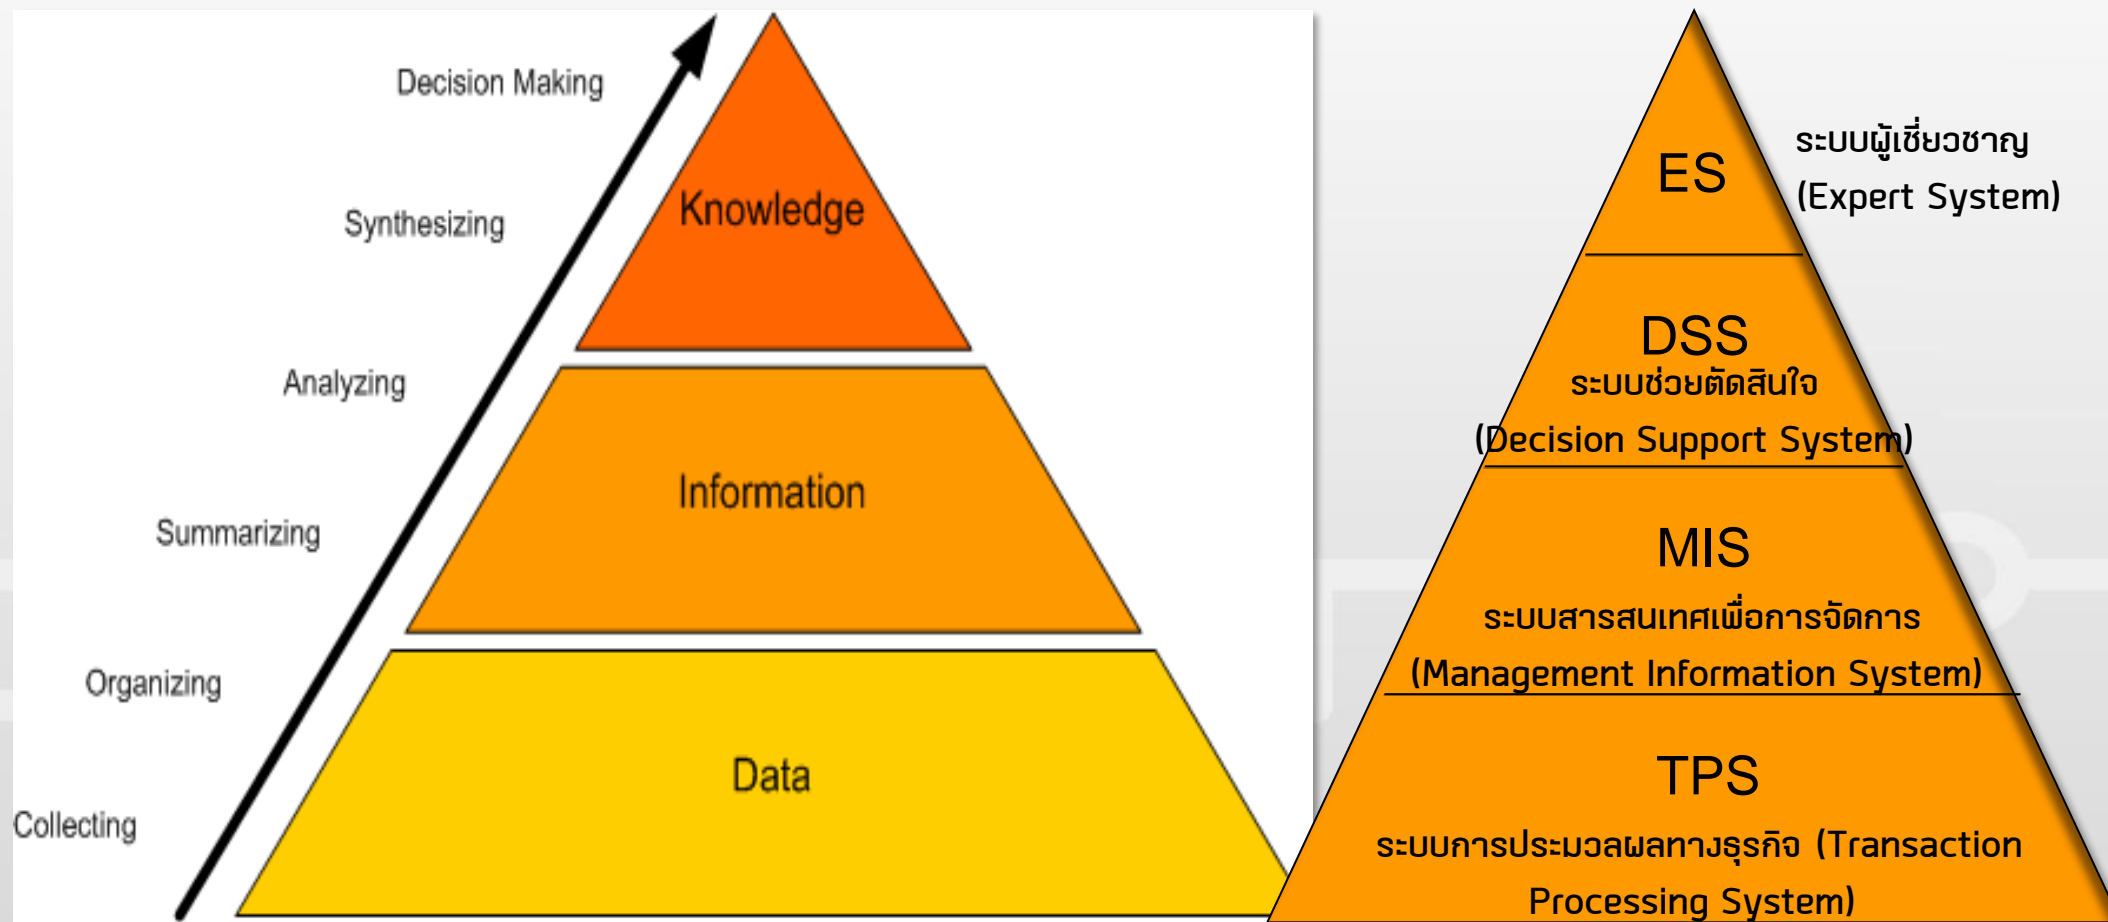 Decision Making
Synthesizing
Analyzing
Summarizing
Organizing
Collecting
Knowledge
Information
Data
ES
ระบบผู้เชี่ยวชาญ
(Expert System)
DSS
ระบบช่วยตัดสินใจ
(Decision Support System)
MIS
ระบบสารสนเทศเพื่อการจัดการ
(Management Information System)
TPS
ระบบการประมวลผลทางธุรกิจ (Transaction
Processing System)